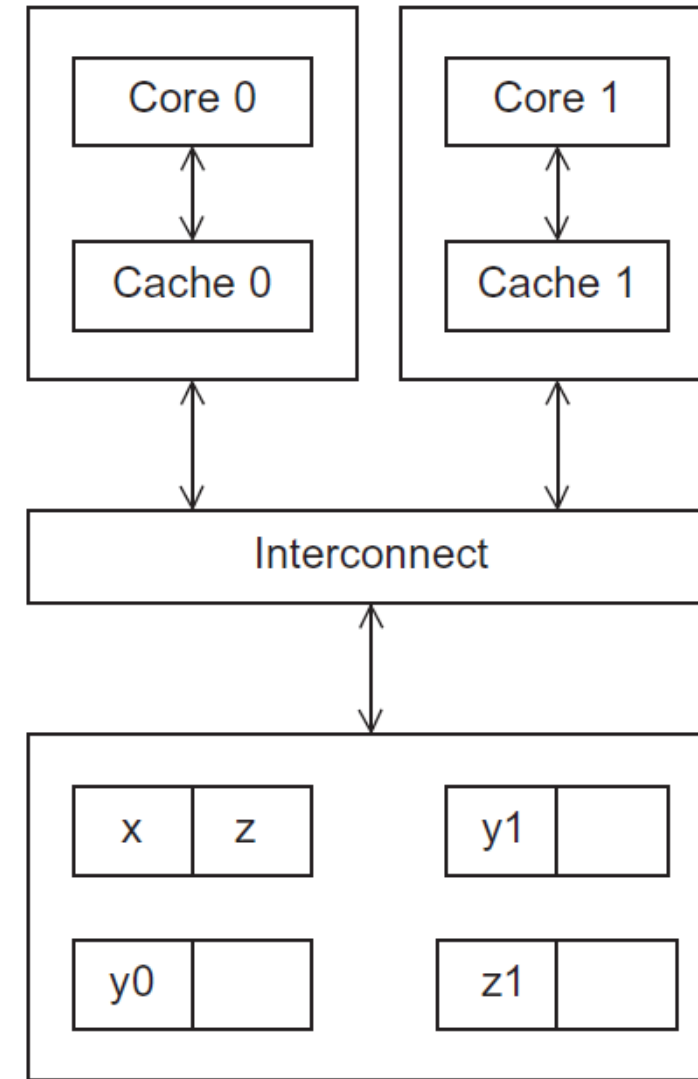 Core 0
Core 1
Cache 0
Cache 1
Interconnect
x z
y1
y0
z1